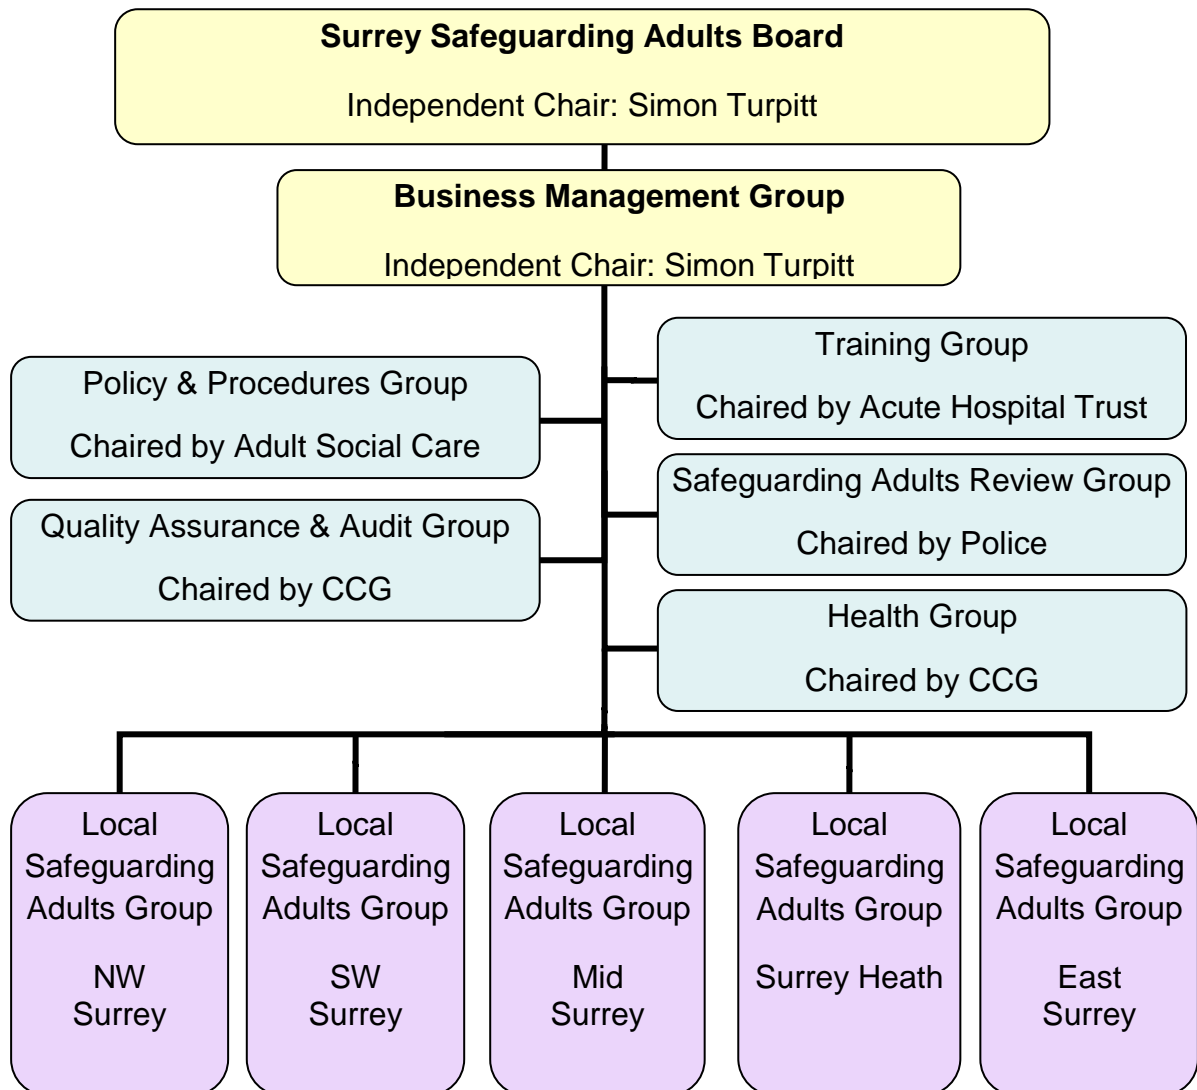 Surrey Safeguarding Adults Board
Independent Chair: Simon Turpitt
Business Management Group
Independent Chair: Simon Turpitt
Policy & Procedures Group
Chaired by Adult Social Care
Quality Assurance & Audit Group
Chaired by CCG
Training Group
Chaired by Acute Hospital Trust
Safeguarding Adults Review Group
Chaired by Police
Health Group
Chaired by CCG
Local
Safeguarding
Adults Group
NW
Surrey
Local
Safeguarding
Adults Group
SW
Surrey
Local
Safeguarding
Adults Group
Mid
Surrey
Local
Safeguarding
Adults Group
Surrey Heath
Local
Safeguarding
Adults Group
East
Surrey